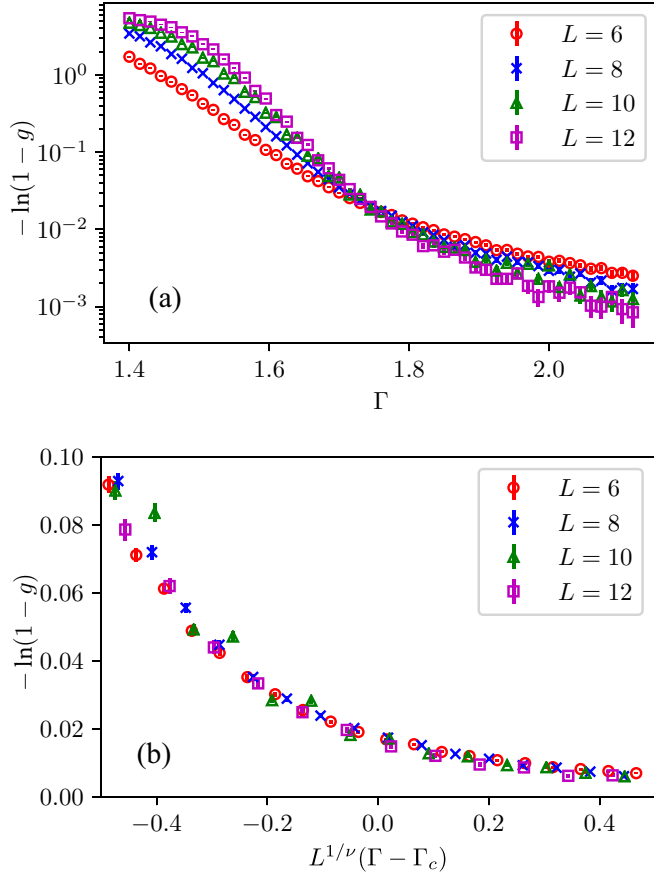 − ln(1 − g)
10⁰
10⁻¹
10⁻²
10⁻³
L = 6
L = 8
L = 10
L = 12
(a)
1.4
1.6
1.8
2.0
Γ
− ln(1 − g)
0.10
0.08
0.06
0.04
0.02
0.00
L = 6
L = 8
L = 10
L = 12
(b)
−0.4
−0.2
0.0
0.2
0.4
L^{1/ν}(Γ − Γ_c)